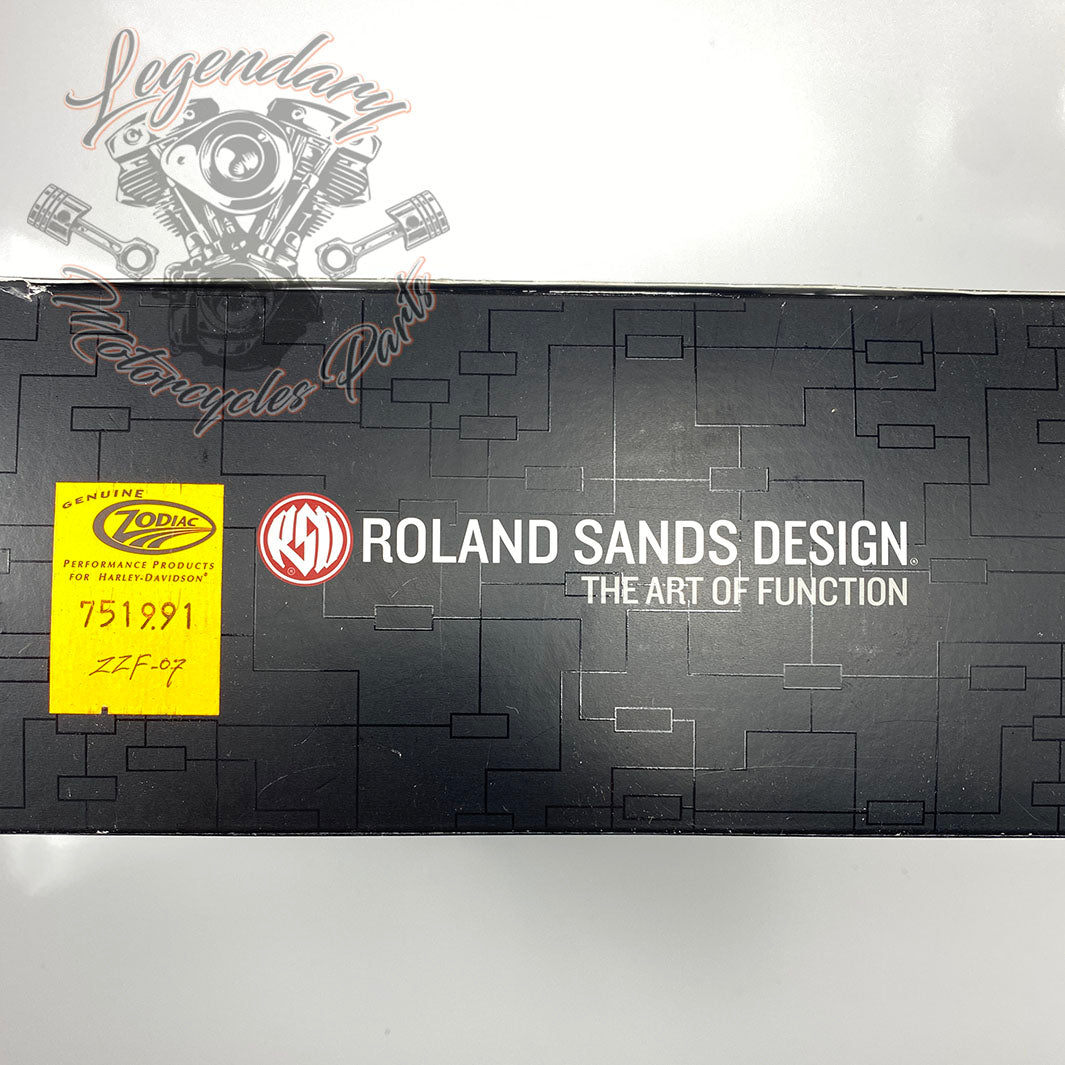 Legendary
Motorcycles Parts
GENUINE
ZODIAC
PERFORMANCE PRODUCTS
FOR HARLEY-DAVIDSON®
751991
ZZF-07
RSD
ROLAND SANDS DESIGN®
THE ART OF FUNCTION